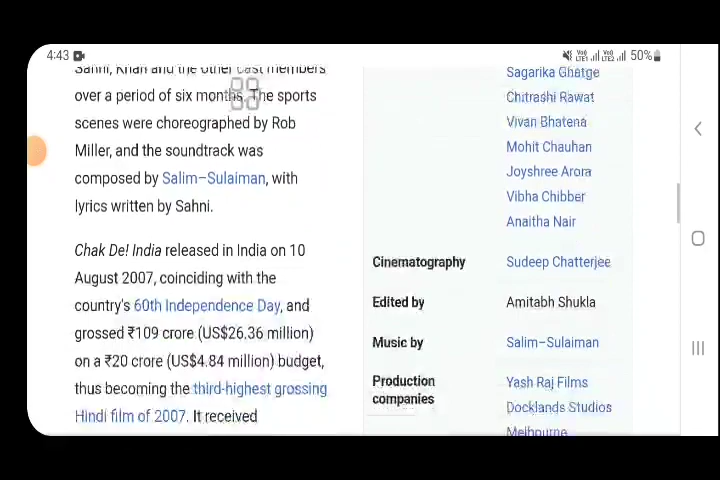 4:43
LTE1 LTE2 50%
Sahni, Khan and the other cast members
over a period of six months. The sports
scenes were choreographed by Rob
Miller, and the soundtrack was
composed by Salim–Sulaiman, with
lyrics written by Sahni.
Chak De! India released in India on 10
August 2007, coinciding with the
country's 60th Independence Day, and
grossed ₹109 crore (US$26.36 million)
on a ₹20 crore (US$4.84 million) budget,
thus becoming the third-highest grossing
Hindi film of 2007. It received
Sagarika Ghatge
Chitrashi Rawat
Vivan Bhatena
Mohit Chauhan
Joyshree Arora
Vibha Chibber
Anaitha Nair
Cinematography Sudeep Chatterjee
Edited by Amitabh Shukla
Music by Salim–Sulaiman
Production Yash Raj Films
companies Docklands Studios
Melbourne